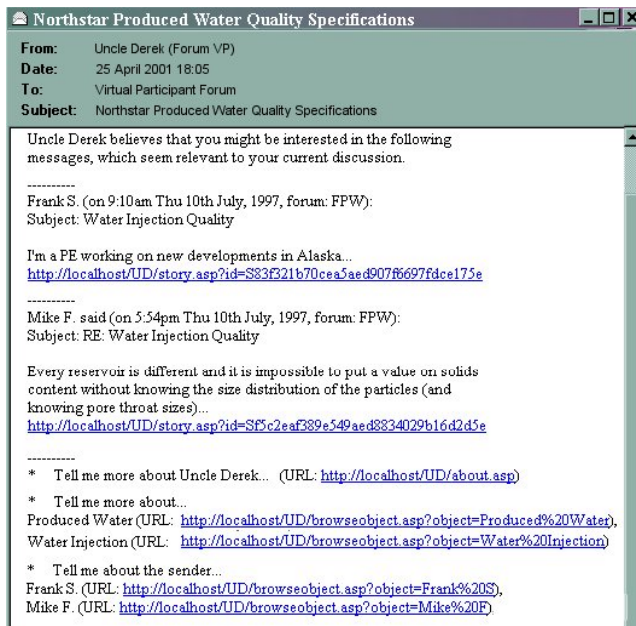 Northstar Produced Water Quality Specifications
From: Uncle Derek (Forum VP)
Date: 25 April 2001 18:05
To: Virtual Participant Forum
Subject: Northstar Produced Water Quality Specifications
Uncle Derek believes that you might be interested in the following
messages, which seem relevant to your current discussion.
----------
Frank S. (on 9:10am Thu 10th July, 1997, forum: FPW):
Subject: Water Injection Quality
I'm a PE working on new developments in Alaska...
http://localhost/UD/story.asp?id=S83f321b70cea5aed907f6697fdce175e
----------
Mike F. said (on 5:54pm Thu 10th July, 1997, forum: FPW):
Subject: RE: Water Injection Quality
Every reservoir is different and it is impossible to put a value on solids
content without knowing the size distribution of the particles (and
knowing pore throat sizes)...
http://localhost/UD/story.asp?id=Sf5c2eaf389e549aed8834029b16d2d5e
----------
* Tell me more about Uncle Derek... (URL: http://localhost/UD/about.asp)
* Tell me more about...
Produced Water (URL: http://localhost/UD/browseobject.asp?object=Produced%20Water),
Water Injection (URL: http://localhost/UD/browseobject.asp?object=Water%20Injection)
* Tell me about the sender...
Frank S. (URL: http://localhost/UD/browseobject.asp?object=Frank%20S),
Mike F. (URL: http://localhost/UD/browseobject.asp?object=Mike%20F)